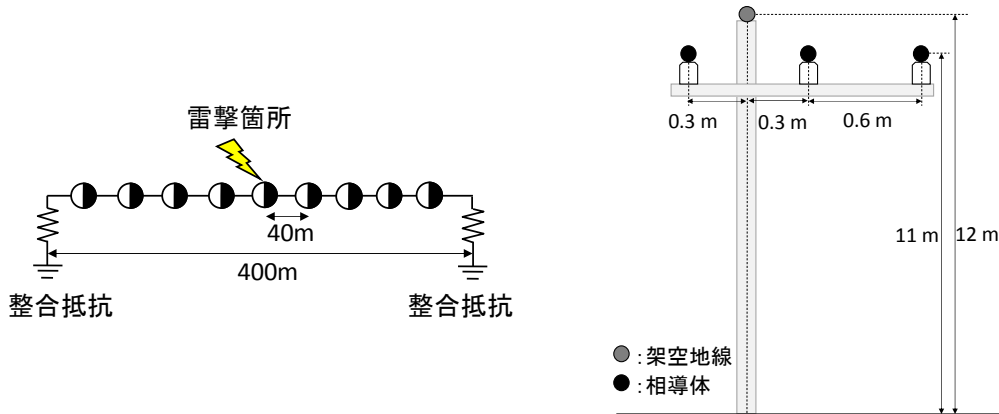 雷撃箇所
40m
400m
整合抵抗
整合抵抗
0.3 m
0.3 m
0.6 m
11 m
12 m
：架空地線
：相導体